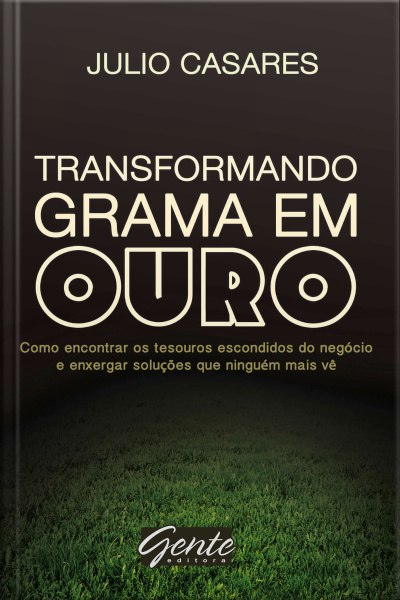 JULIO CASARES
TRANSFORMANDO
GRAMA EM
OURO
Como encontrar os tesouros escondidos do negócio
e enxergar soluções que ninguém mais vê
Gente
editora